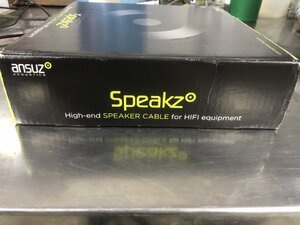 ansuz
ACOUSTICS
Speakz
High-end SPEAKER CABLE for HIFI equipment